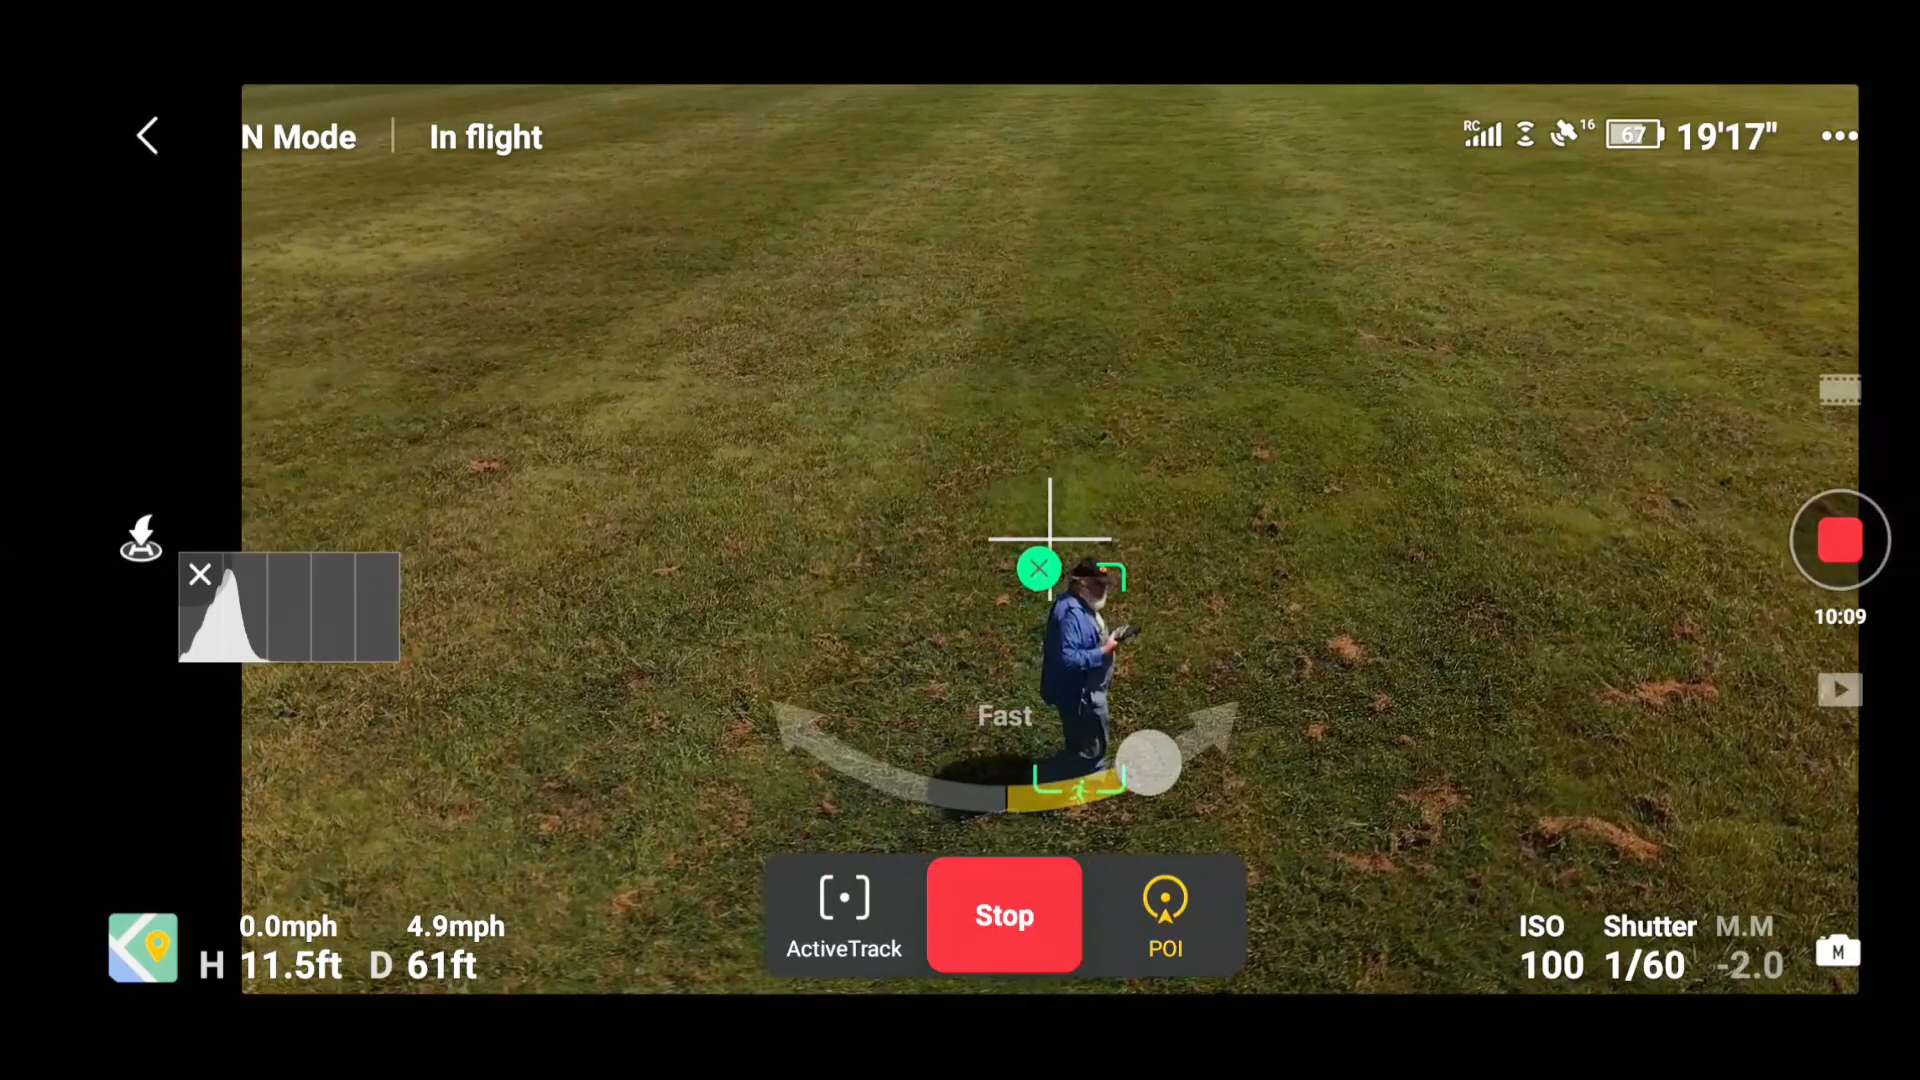 N Mode | In flight
RC 16 67 19'17"
10:09
Fast
ActiveTrack Stop POI
0.0mph 4.9mph
H 11.5ft D 61ft
ISO Shutter M.M
100 1/60 -2.0
M